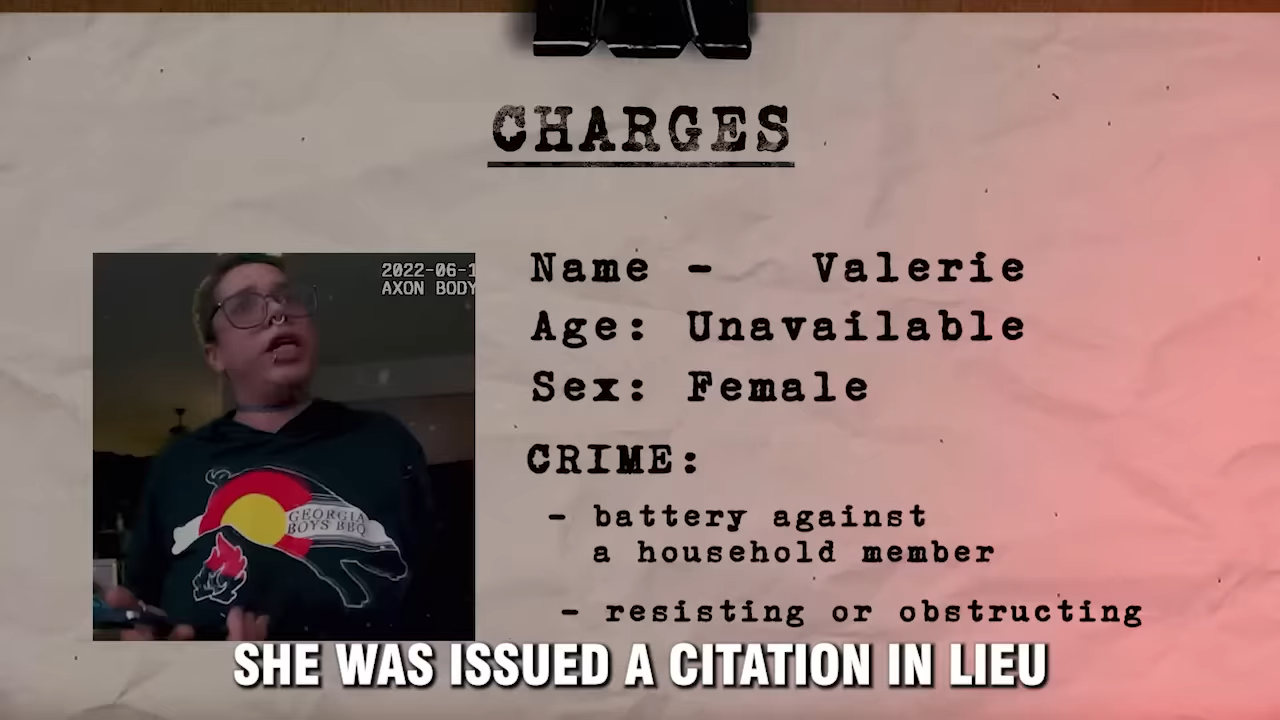 CHARGES
2022-06-1
AXON BODY
Name - Valerie
Age: Unavailable
Sex: Female
CRIME:
- battery against
a household member
- resisting or obstructing
GEORGIA
BOYS BBQ
SHE WAS ISSUED A CITATION IN LIEU